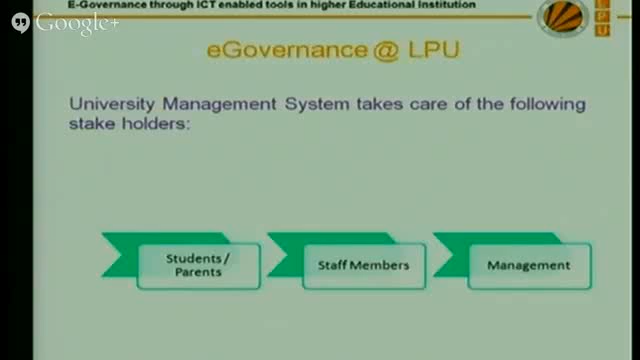 E-Governance through ICT enabled tools in higher Educational Institution
Google+
LPU
eGovernance @ LPU
University Management System takes care of the following
stake holders:
Students /
Parents
Staff Members
Management